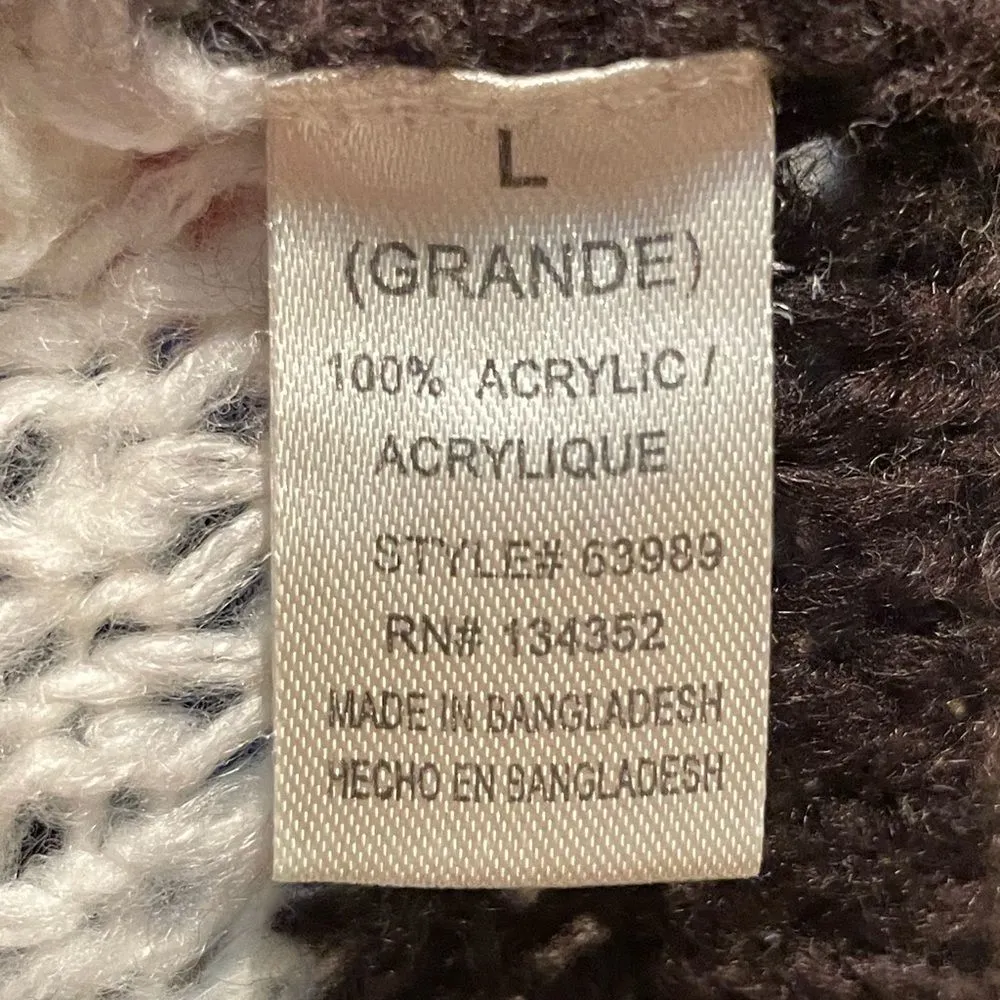 L
(GRANDE)
100% ACRYLIC /
ACRYLIQUE
STYLE# 63989
RN# 134352
MADE IN BANGLADESH
HECHO EN BANGLADESH